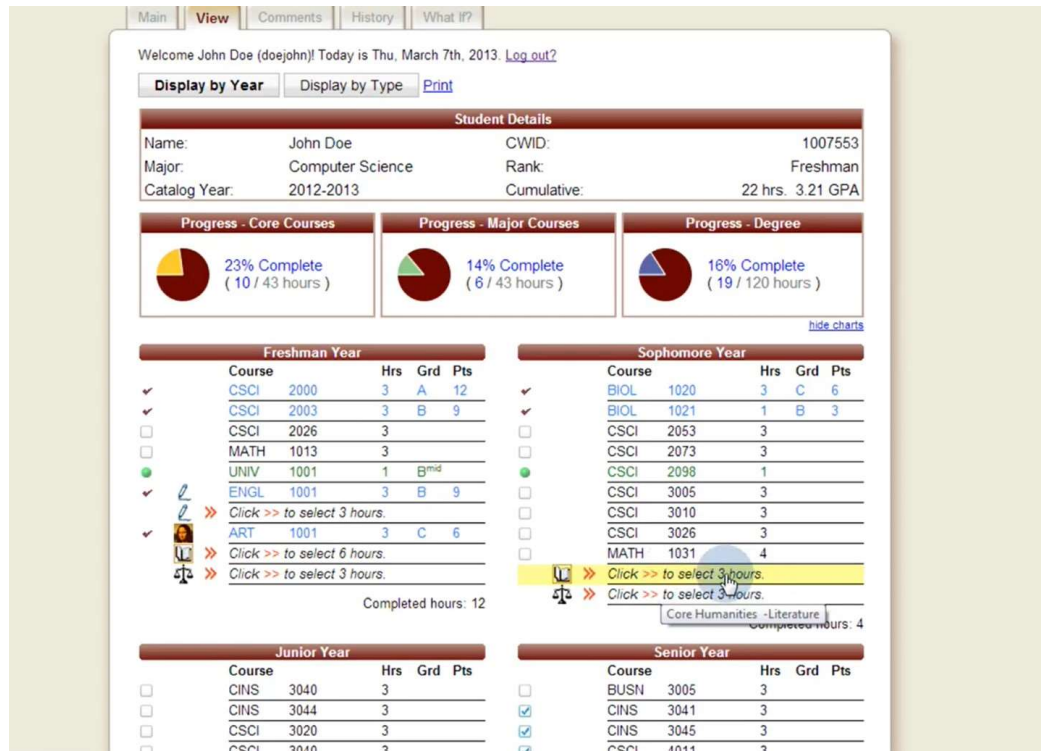 Main View Comments History What If?
Welcome John Doe (doejohn)! Today is Thu, March 7th, 2013. Log out?
Display by Year Display by Type Print
Student Details
Name: John Doe CWID: 1007553
Major: Computer Science Rank: Freshman
Catalog Year: 2012-2013 Cumulative: 22 hrs. 3.21 GPA
Progress - Core Courses Progress - Major Courses Progress - Degree
23% Complete 14% Complete 16% Complete
( 10 / 43 hours ) ( 6 / 43 hours ) ( 19 / 120 hours )
hide charts
Freshman Year
Course Hrs Grd Pts
CSCI 2000 3 A 12
CSCI 2003 3 B 9
CSCI 2026 3
MATH 1013 3
UNIV 1001 1 Bmid
ENGL 1001 3 B 9
Click >> to select 3 hours.
ART 1001 3 C 6
Click >> to select 6 hours.
Click >> to select 3 hours.
Completed hours: 12
Sophomore Year
Course Hrs Grd Pts
BIOL 1020 3 C 6
BIOL 1021 1 B 3
CSCI 2053 3
CSCI 2073 3
CSCI 2098 1
CSCI 3005 3
CSCI 3010 3
CSCI 3026 3
MATH 1031 4
Click >> to select 3 hours.
Click >> to select 3 hours.
Core Humanities -Literature
Completed hours: 4
Junior Year
Course Hrs Grd Pts
CINS 3040 3
CINS 3044 3
CSCI 3020 3
CSCI 3040 3
Senior Year
Course Hrs Grd Pts
BUSN 3005 3
CINS 3041 3
CINS 3045 3
CSCI 4011 3